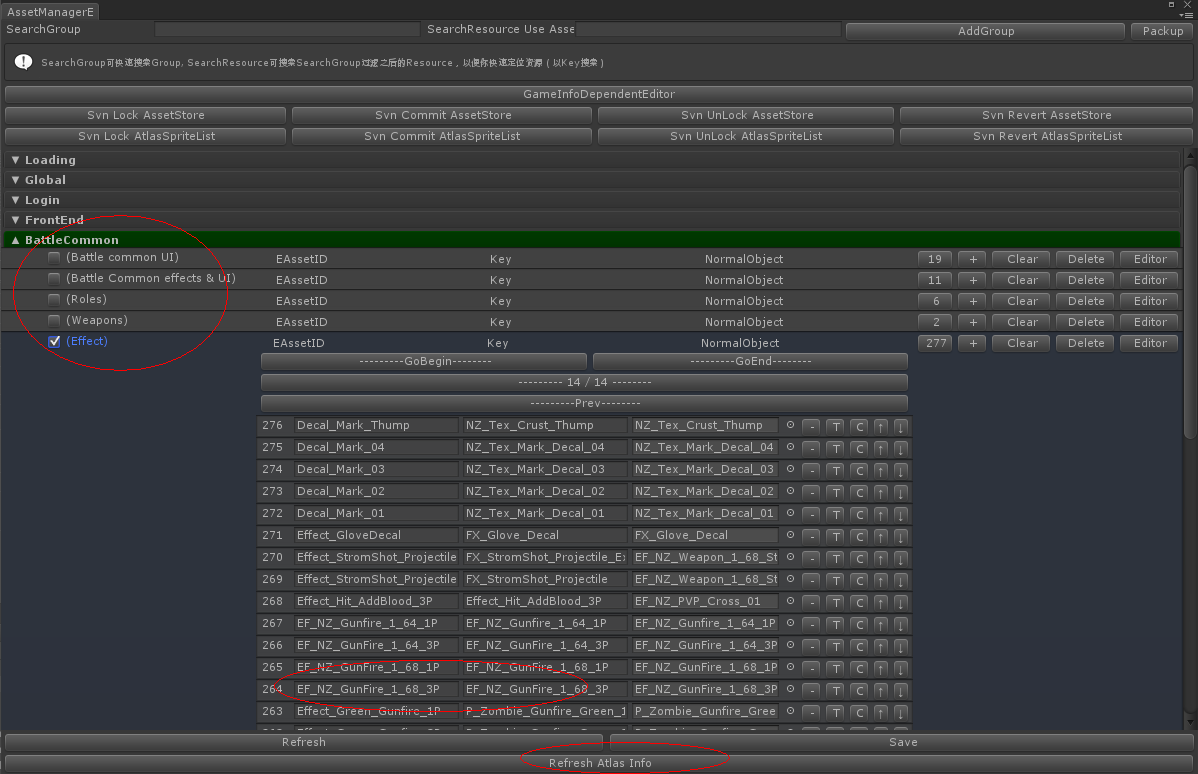 AssetManagerE
SearchGroup SearchResource Use Asse AddGroup Packup
SearchGroup可快速搜索Group, SearchResource可搜索SearchGroup过滤之后的Resource，以便你快速定位资源（以Key搜索）
GameInfoDependentEditor
Svn Lock AssetStore Svn Commit AssetStore Svn UnLock AssetStore Svn Revert AssetStore
Svn Lock AtlasSpriteList Svn Commit AtlasSpriteList Svn UnLock AtlasSpriteList Svn Revert AtlasSpriteList
▼ Loading
▼ Global
▼ Login
▼ FrontEnd
▲ BattleCommon
(Battle common UI) EAssetID Key NormalObject 19 + Clear Delete Editor
(Battle Common effects & UI) EAssetID Key NormalObject 11 + Clear Delete Editor
(Roles) EAssetID Key NormalObject 6 + Clear Delete Editor
(Weapons) EAssetID Key NormalObject 2 + Clear Delete Editor
(Effect) EAssetID Key NormalObject 277 + Clear Delete Editor
---------GoBegin-------- ---------GoEnd--------
--------- 14 / 14 --------
---------Prev--------
276 Decal_Mark_Thump NZ_Tex_Crust_Thump NZ_Tex_Crust_Thump - T C ↑ ↓
275 Decal_Mark_04 NZ_Tex_Mark_Decal_04 NZ_Tex_Mark_Decal_04 - T C ↑ ↓
274 Decal_Mark_03 NZ_Tex_Mark_Decal_03 NZ_Tex_Mark_Decal_03 - T C ↑ ↓
273 Decal_Mark_02 NZ_Tex_Mark_Decal_02 NZ_Tex_Mark_Decal_02 - T C ↑ ↓
272 Decal_Mark_01 NZ_Tex_Mark_Decal_01 NZ_Tex_Mark_Decal_01 - T C ↑ ↓
271 Effect_GloveDecal FX_Glove_Decal FX_Glove_Decal - T C ↑ ↓
270 Effect_StromShot_Projectile FX_StromShot_Projectile_Ex EF_NZ_Weapon_1_68_St - T C ↑ ↓
269 Effect_StromShot_Projectile FX_StromShot_Projectile EF_NZ_Weapon_1_68_St - T C ↑ ↓
268 Effect_Hit_AddBlood_3P Effect_Hit_AddBlood_3P EF_NZ_PVP_Cross_01 - T C ↑ ↓
267 EF_NZ_Gunfire_1_64_1P EF_NZ_Gunfire_1_64_1P EF_NZ_Gunfire_1_64_1P - T C ↑ ↓
266 EF_NZ_Gunfire_1_64_3P EF_NZ_Gunfire_1_64_3P EF_NZ_Gunfire_1_64_3P - T C ↑ ↓
265 EF_NZ_GunFire_1_68_1P EF_NZ_GunFire_1_68_1P EF_NZ_GunFire_1_68_1P - T C ↑ ↓
264 EF_NZ_GunFire_1_68_3P EF_NZ_GunFire_1_68_3P EF_NZ_GunFire_1_68_3P - T C ↑ ↓
263 Effect_Green_Gunfire_1P P_Zombie_Gunfire_Green_1 P_Zombie_Gunfire_Gree - T C ↑ ↓
Refresh Save
Refresh Atlas Info